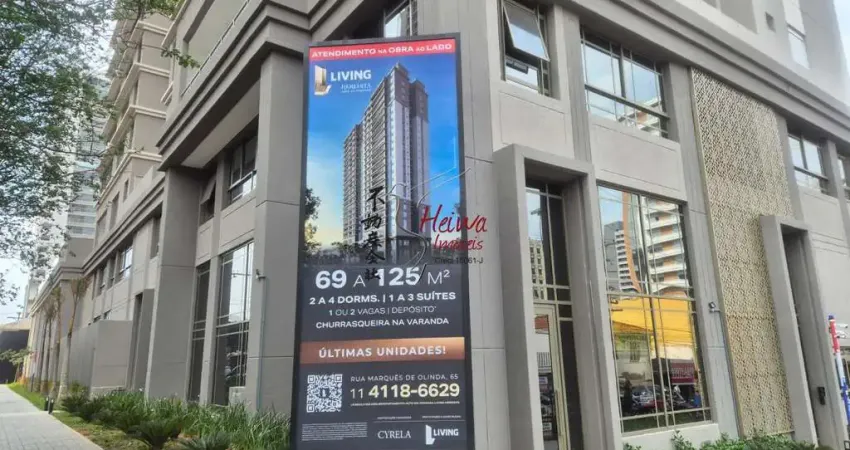 ATENDIMENTO NA OBRA AO LADO
LIVING
不動産会社
Heiwa
Imóveis
69 A 125 M²
2 A 4 DORMS. | 1 A 3 SUÍTES
1 OU 2 VAGAS | DEPÓSITO*
CHURRASQUEIRA NA VARANDA
ÚLTIMAS UNIDADES!
RUA MARQUÊS DE OLINDA, 65
11 4118-6629
CYRELA
LIVING